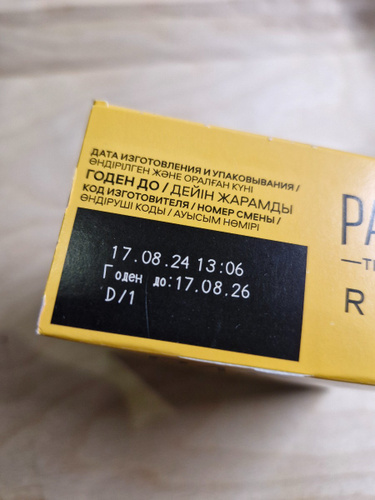 ДАТА ИЗГОТОВЛЕНИЯ И УПАКОВЫВАНИЯ /
ӨНДІРІЛГЕН ЖӘНЕ ОРАЛҒАН КҮНІ
ГОДЕН ДО / ДЕЙІН ЖАРАМДЫ
КОД ИЗГОТОВИТЕЛЯ / НОМЕР СМЕНЫ /
ӨНДІРУШІ КОДЫ / АУЫСЫМ НӨМІРІ
17.08.24 13:06
Годен до:17.08.26
D/1
PA
R